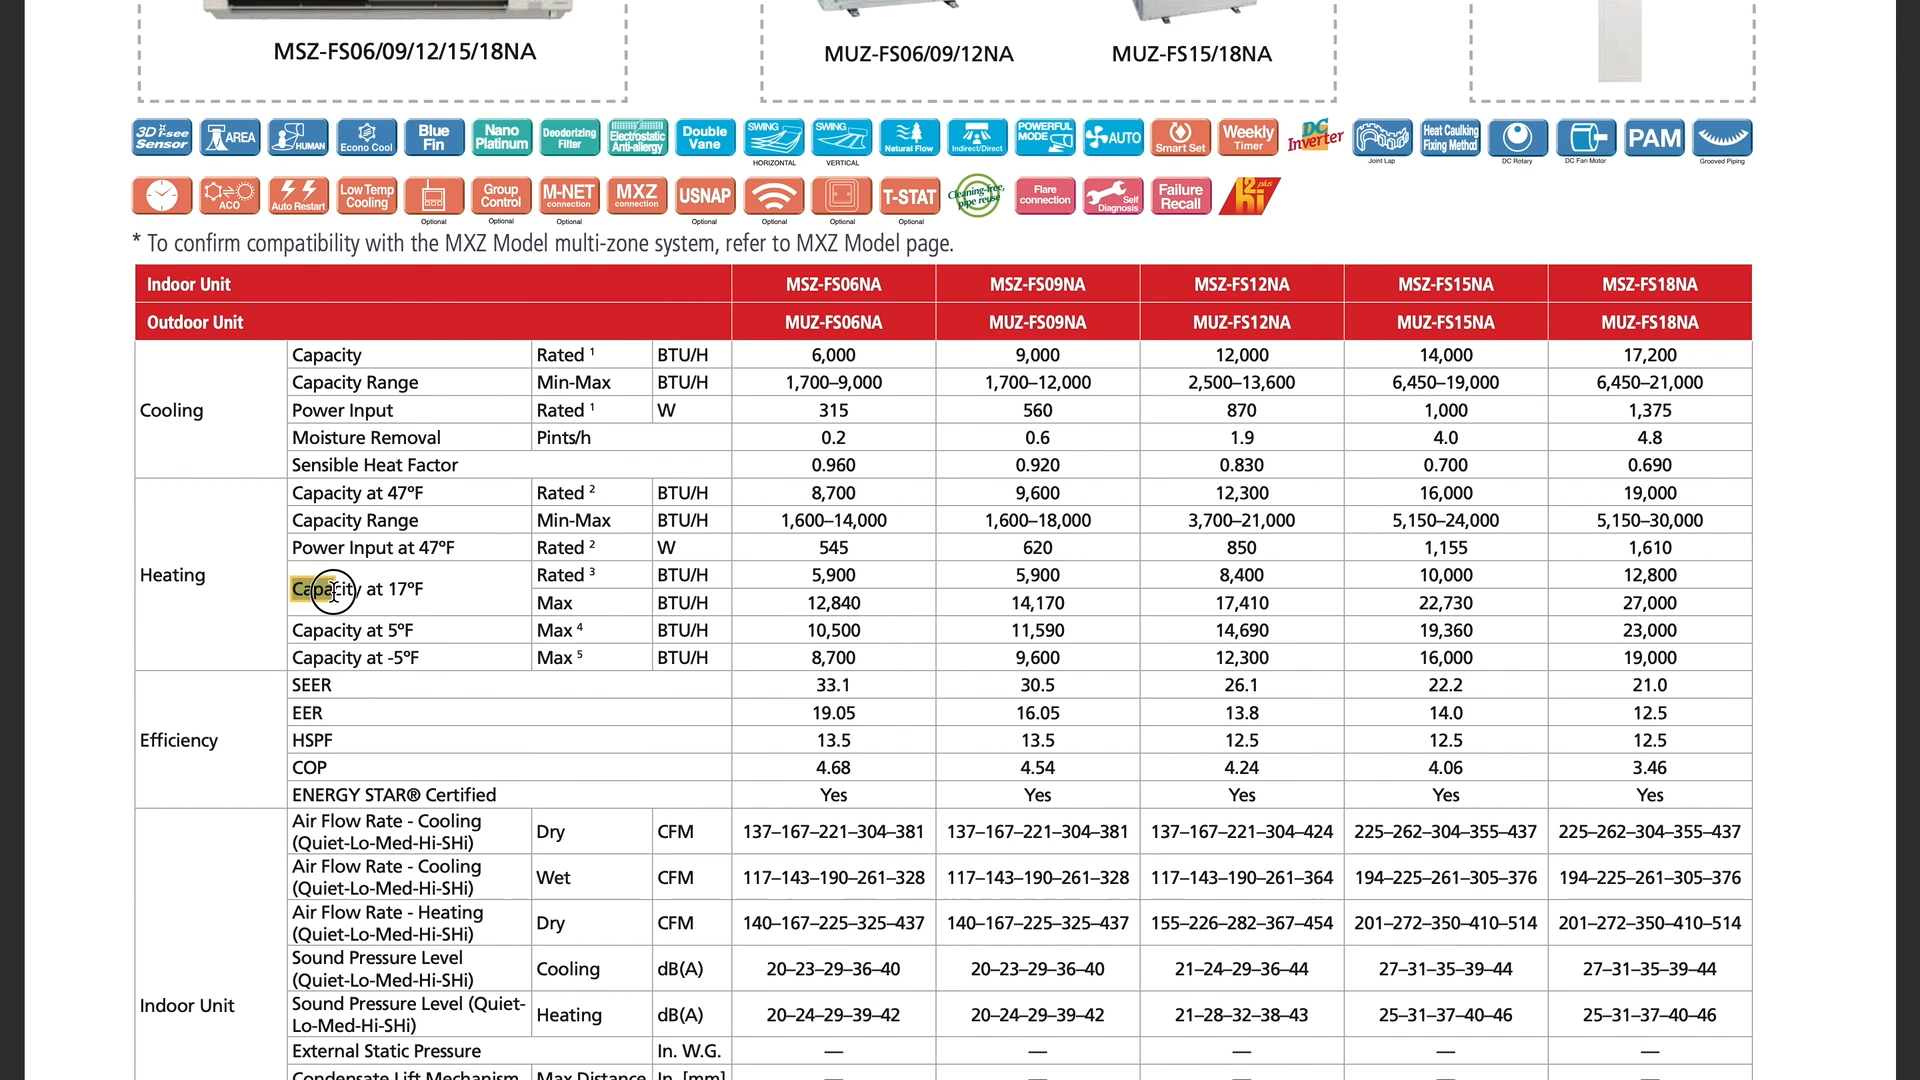 MSZ-FS06/09/12/15/18NA
MUZ-FS06/09/12NA
MUZ-FS15/18NA
3D i-see Sensor
AREA
HUMAN
Econo Cool
Blue Fin
Nano Platinum
Deodorizing Filter
Electrostatic Anti-allergy
Double Vane
SWING
HORIZONTAL
SWING
VERTICAL
Natural Flow
Indirect/Direct
POWERFUL MODE
AUTO
Smart Set
Weekly Timer
DC Inverter
Joint Lap
Heat Caulking Fixing Method
DC Rotary
DC Fan Motor
PAM
Grooved Piping
ACO
Auto Restart
Low Temp Cooling
Optional
Group Control
Optional
M-NET connection
Optional
MXZ connection
USNAP
Optional
Optional
Optional
T-STAT
Optional
Cleaning-free, pipe reuse
Flare connection
Self Diagnosis
Failure Recall
H2i plus
* To confirm compatibility with the MXZ Model multi-zone system, refer to MXZ Model page.
Indoor Unit MSZ-FS06NA MSZ-FS09NA MSZ-FS12NA MSZ-FS15NA MSZ-FS18NA
Outdoor Unit MUZ-FS06NA MUZ-FS09NA MUZ-FS12NA MUZ-FS15NA MUZ-FS18NA
Cooling
Capacity Rated 1 BTU/H 6,000 9,000 12,000 14,000 17,200
Capacity Range Min-Max BTU/H 1,700–9,000 1,700–12,000 2,500–13,600 6,450–19,000 6,450–21,000
Power Input Rated 1 W 315 560 870 1,000 1,375
Moisture Removal Pints/h 0.2 0.6 1.9 4.0 4.8
Sensible Heat Factor 0.960 0.920 0.830 0.700 0.690
Heating
Capacity at 47ºF Rated 2 BTU/H 8,700 9,600 12,300 16,000 19,000
Capacity Range Min-Max BTU/H 1,600–14,000 1,600–18,000 3,700–21,000 5,150–24,000 5,150–30,000
Power Input at 47ºF Rated 2 W 545 620 850 1,155 1,610
Capacity at 17ºF Rated 3 BTU/H 5,900 5,900 8,400 10,000 12,800
Max BTU/H 12,840 14,170 17,410 22,730 27,000
Capacity at 5ºF Max 4 BTU/H 10,500 11,590 14,690 19,360 23,000
Capacity at -5ºF Max 5 BTU/H 8,700 9,600 12,300 16,000 19,000
Efficiency
SEER 33.1 30.5 26.1 22.2 21.0
EER 19.05 16.05 13.8 14.0 12.5
HSPF 13.5 13.5 12.5 12.5 12.5
COP 4.68 4.54 4.24 4.06 3.46
ENERGY STAR® Certified Yes Yes Yes Yes Yes
Indoor Unit
Air Flow Rate - Cooling
(Quiet-Lo-Med-Hi-SHi) Dry CFM 137–167–221–304–381 137–167–221–304–381 137–167–221–304–424 225–262–304–355–437 225–262–304–355–437
Air Flow Rate - Cooling
(Quiet-Lo-Med-Hi-SHi) Wet CFM 117–143–190–261–328 117–143–190–261–328 117–143–190–261–364 194–225–261–305–376 194–225–261–305–376
Air Flow Rate - Heating
(Quiet-Lo-Med-Hi-SHi) Dry CFM 140–167–225–325–437 140–167–225–325–437 155–226–282–367–454 201–272–350–410–514 201–272–350–410–514
Sound Pressure Level
(Quiet-Lo-Med-Hi-SHi) Cooling dB(A) 20–23–29–36–40 20–23–29–36–40 21–24–29–36–44 27–31–35–39–44 27–31–35–39–44
Sound Pressure Level (Quiet-
Lo-Med-Hi-SHi) Heating dB(A) 20–24–29–39–42 20–24–29–39–42 21–28–32–38–43 25–31–37–40–46 25–31–37–40–46
External Static Pressure In. W.G. — — — — —
Condensate Lift Mechanism Max Distance In. [mm] — — — — —